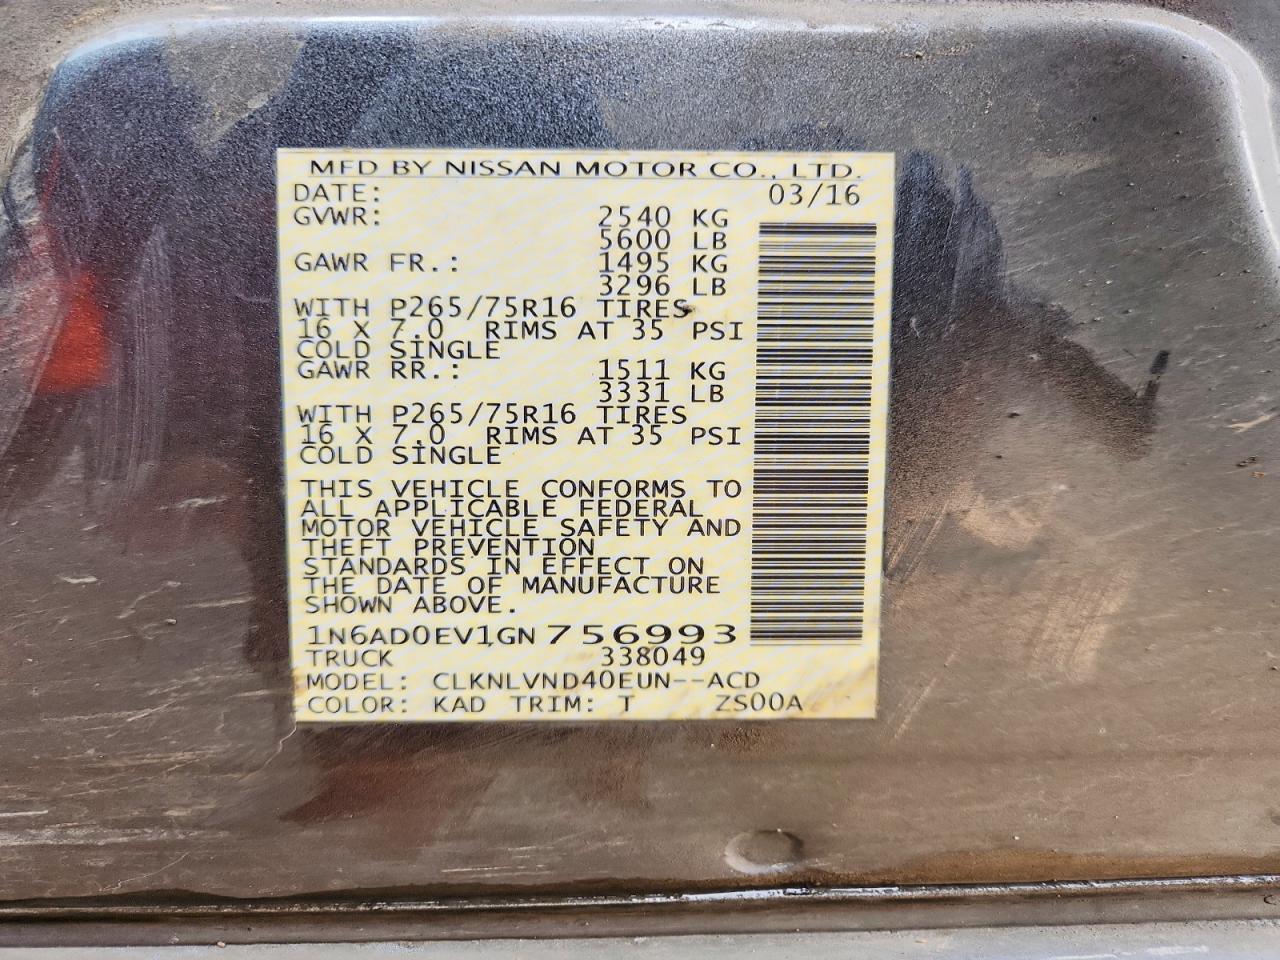 MFD BY NISSAN MOTOR CO., LTD.
DATE: 03/16
GVWR: 2540 KG
5600 LB
GAWR FR.: 1495 KG
3296 LB
WITH P265/75R16 TIRES
16 X 7.0 RIMS AT 35 PSI
COLD SINGLE
GAWR RR.: 1511 KG
3331 LB
WITH P265/75R16 TIRES
16 X 7.0 RIMS AT 35 PSI
COLD SINGLE
THIS VEHICLE CONFORMS TO
ALL APPLICABLE FEDERAL
MOTOR VEHICLE SAFETY AND
THEFT PREVENTION
STANDARDS IN EFFECT ON
THE DATE OF MANUFACTURE
SHOWN ABOVE.
1N6AD0EV1GN756993
TRUCK 338049
MODEL: CLKNLVND40EUN--ACD
COLOR: KAD TRIM: T ZS00A